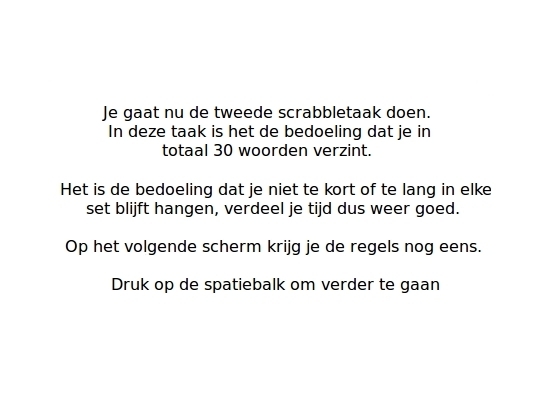 Je gaat nu de tweede scrabbletaak doen.
In deze taak is het de bedoeling dat je in
totaal 30 woorden verzint.
Het is de bedoeling dat je niet te kort of te lang in elke
set blijft hangen, verdeel je tijd dus weer goed.
Op het volgende scherm krijg je de regels nog eens.
Druk op de spatiebalk om verder te gaan